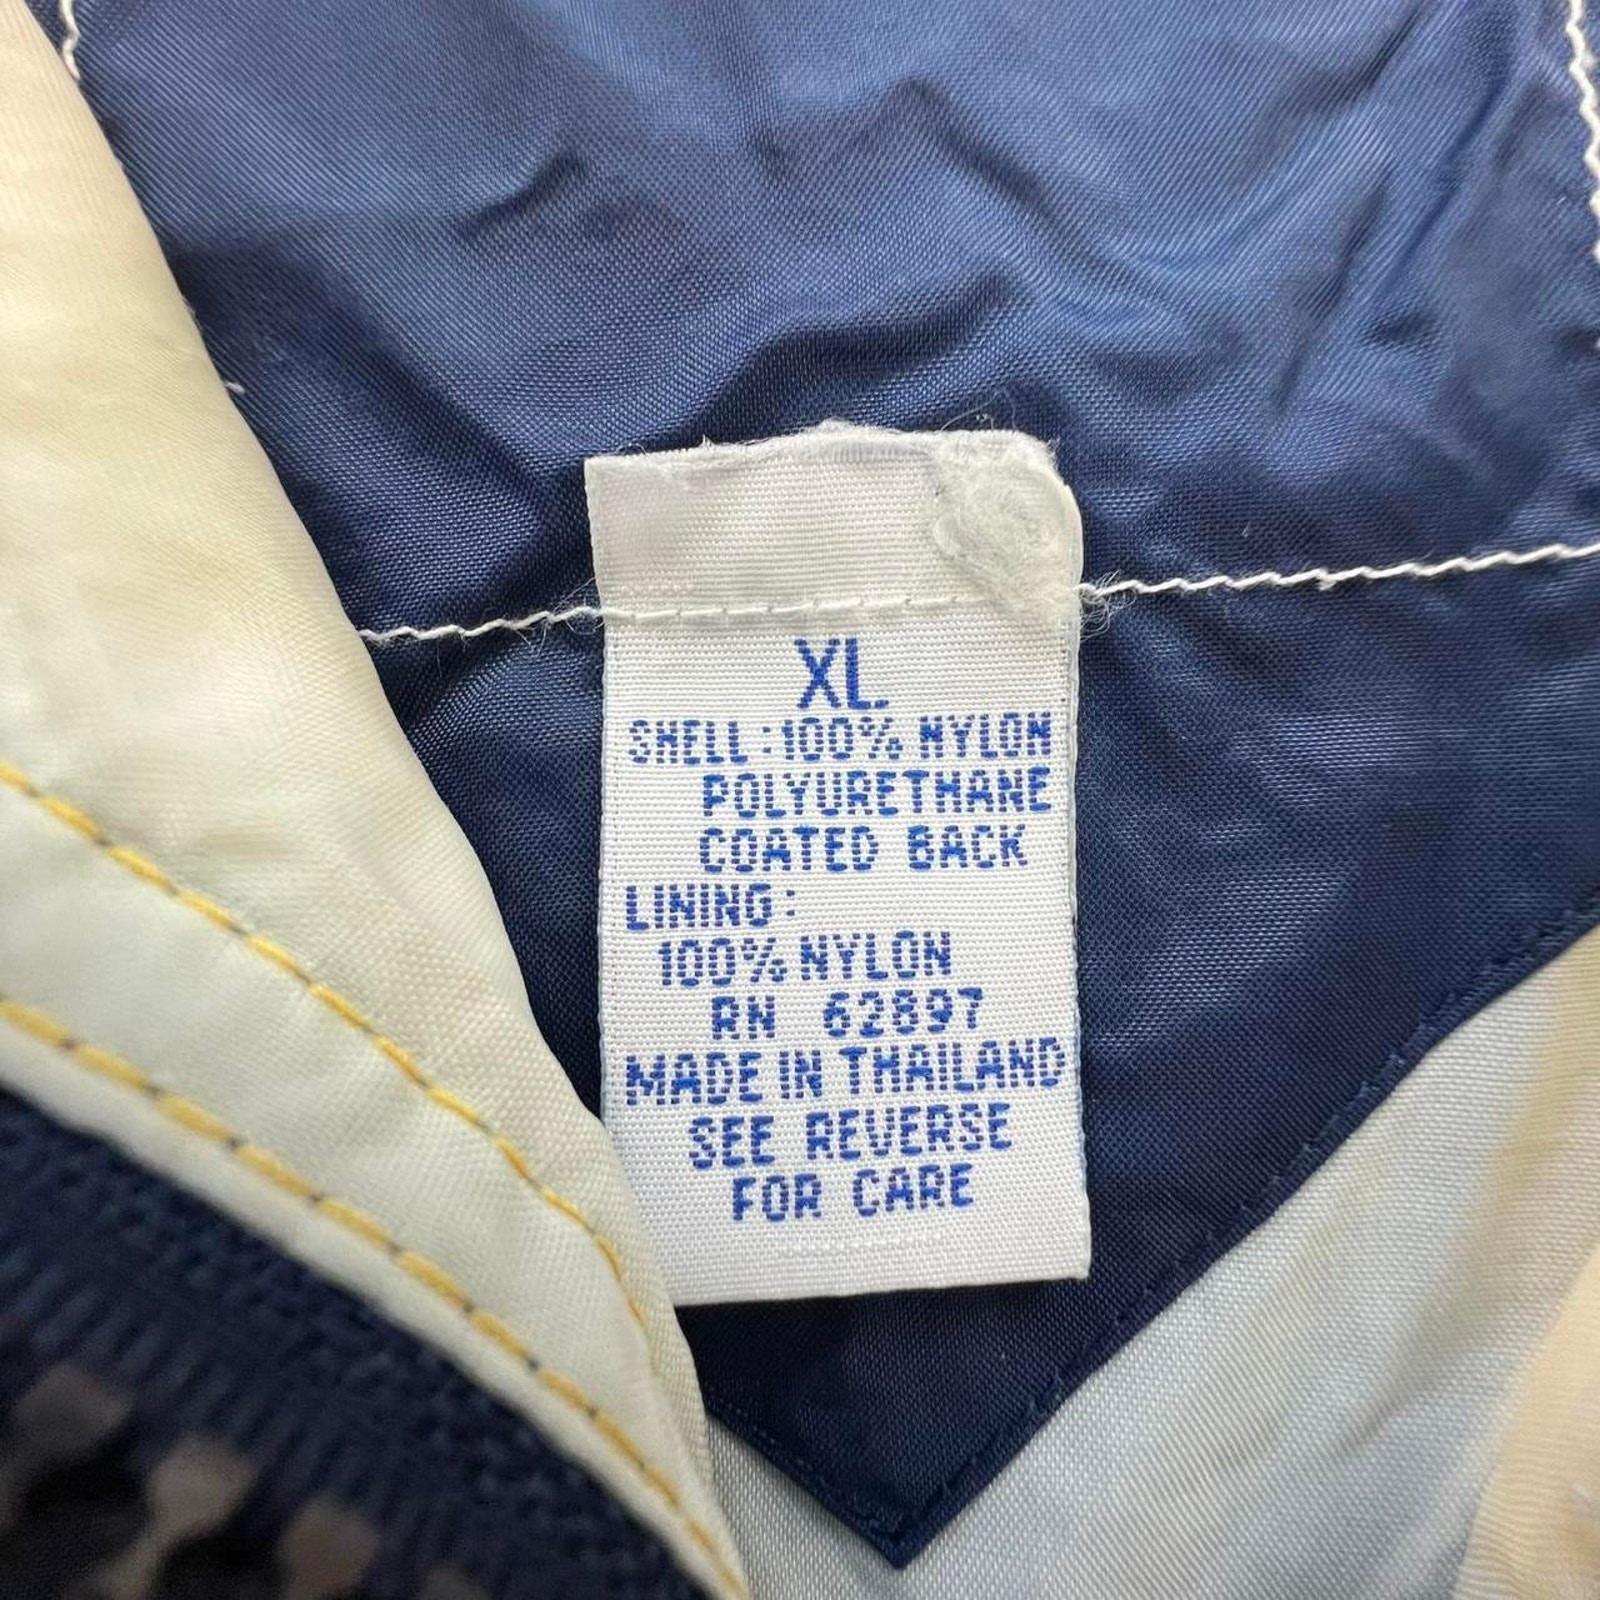 XL
SHELL:100% NYLON
POLYURETHANE
COATED BACK
LINING:
100% NYLON
RN 62897
MADE IN THAILAND
SEE REVERSE
FOR CARE